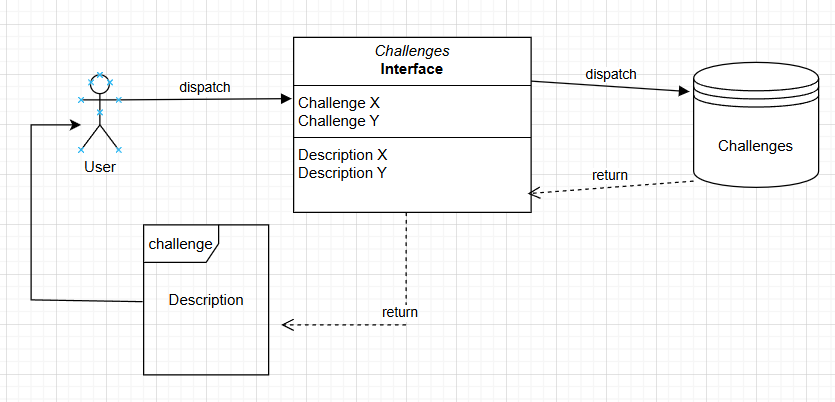 Challenges
Interface
dispatch
dispatch
Challenge X
Challenge Y
User
Challenges
Description X
Description Y
return
challenge
Description
return